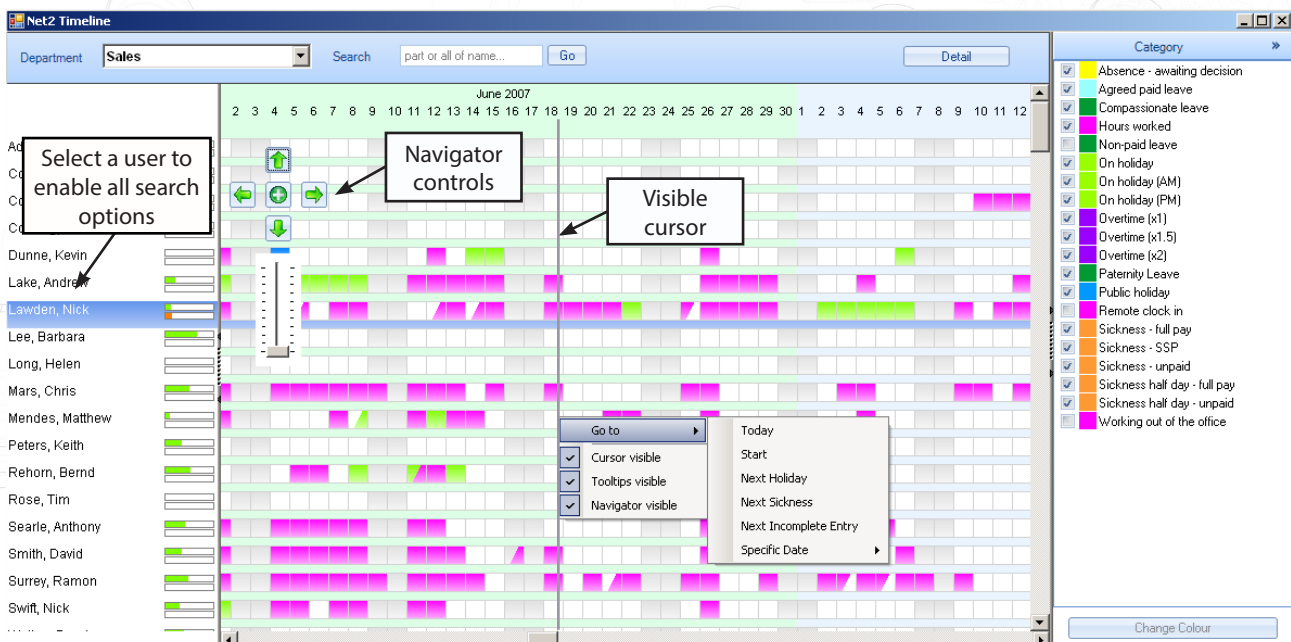 Net2 Timeline
Department Sales Search part or all of name... Go Detail
Category »
June 2007
2 3 4 5 6 7 8 9 10 11 12 13 14 15 16 17 18 19 20 21 22 23 24 25 26 27 28 29 30 1 2 3 4 5 6 7 8 9 10 11 12
Select a user to
enable all search
options
Navigator
controls
Visible
cursor
Dunne, Kevin
Lake, Andrew
Lawden, Nick
Lee, Barbara
Long, Helen
Mars, Chris
Mendes, Matthew
Peters, Keith
Rehorn, Bernd
Rose, Tim
Searle, Anthony
Smith, David
Surrey, Ramon
Swift, Nick
Go to
Cursor visible
Tooltips visible
Navigator visible
Today
Start
Next Holiday
Next Sickness
Next Incomplete Entry
Specific Date
Absence - awaiting decision
Agreed paid leave
Compassionate leave
Hours worked
Non-paid leave
On holiday
On holiday (AM)
On holiday (PM)
Overtime (x1)
Overtime (x1.5)
Overtime (x2)
Paternity Leave
Public holiday
Remote clock in
Sickness - full pay
Sickness - SSP
Sickness - unpaid
Sickness half day - full pay
Sickness half day - unpaid
Working out of the office
Change Colour